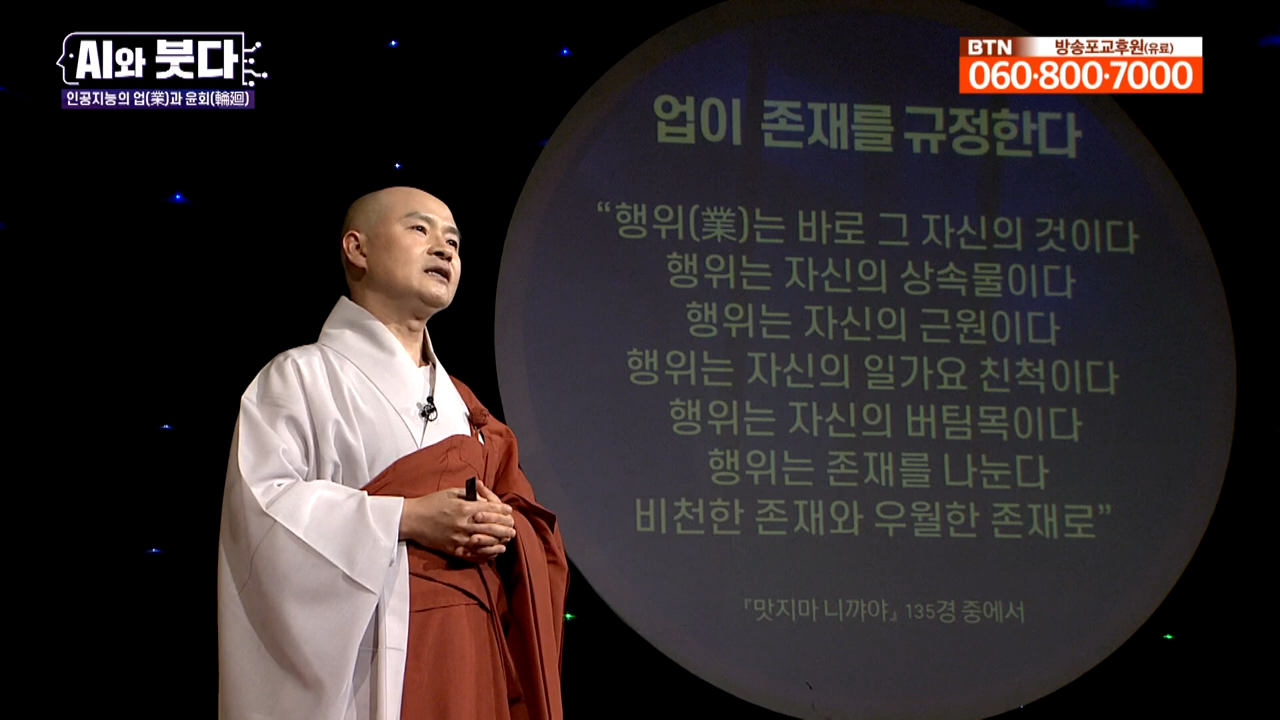 AI와 붓다
인공지능의 업(業)과 윤회(輪廻)
BTN 방송포교후원(유료)
060·800·7000
업이 존재를 규정한다
“행위(業)는 바로 그 자신의 것이다
행위는 자신의 상속물이다
행위는 자신의 근원이다
행위는 자신의 일가요 친척이다
행위는 자신의 버팀목이다
행위는 존재를 나눈다
비천한 존재와 우월한 존재로”
『맛지마 니꺄야』 135경 중에서